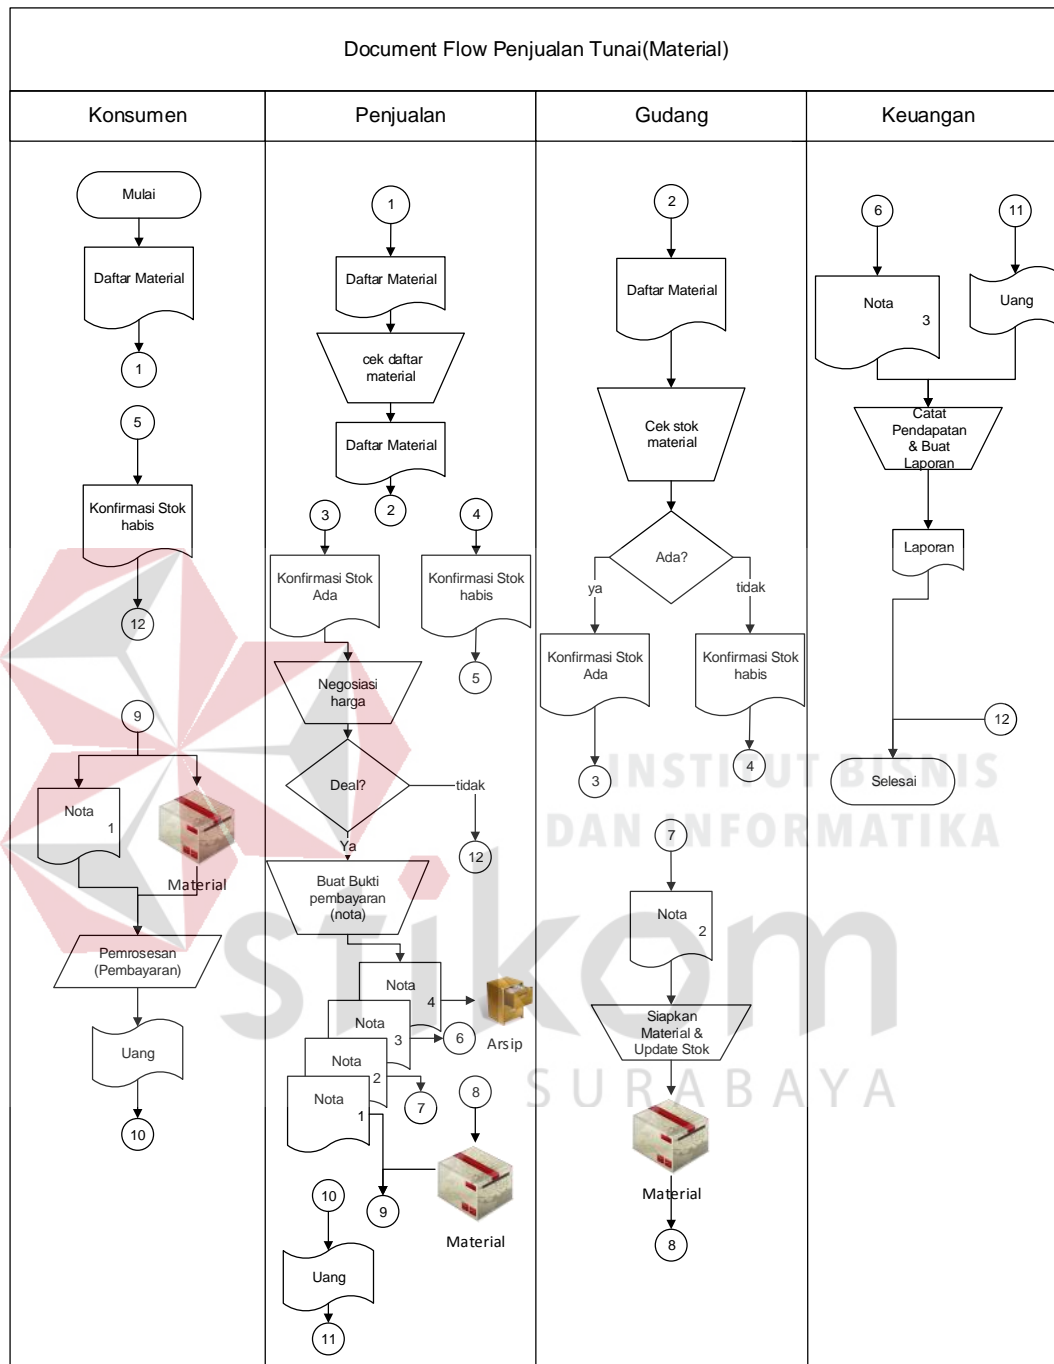 Document Flow Penjualan Tunai(Material)
Konsumen
Penjualan
Gudang
Keuangan
Mulai
Daftar Material
1
5
Konfirmasi Stok
habis
12
9
Nota
1
Material
Pemrosesan
(Pembayaran)
Uang
10
1
Daftar Material
cek daftar
material
Daftar Material
2
3
4
Konfirmasi Stok
Ada
Konfirmasi Stok
habis
5
Negosiasi
harga
Deal?
tidak
12
Ya
Buat Bukti
pembayaran
(nota)
Nota
4
Arsip
Nota
3
6
Nota
2
7
Nota
1
8
Material
9
10
Uang
11
2
Daftar Material
Cek stok
material
Ada?
ya
tidak
Konfirmasi Stok
Ada
Konfirmasi Stok
habis
3
4
7
Nota
2
Siapkan
Material &
Update Stok
Material
8
6
11
Nota
3
Uang
Catat
Pendapatan
& Buat
Laporan
Laporan
12
Selesai
INSTITUT BISNIS
DAN INFORMATIKA
stikom
SURABAYA